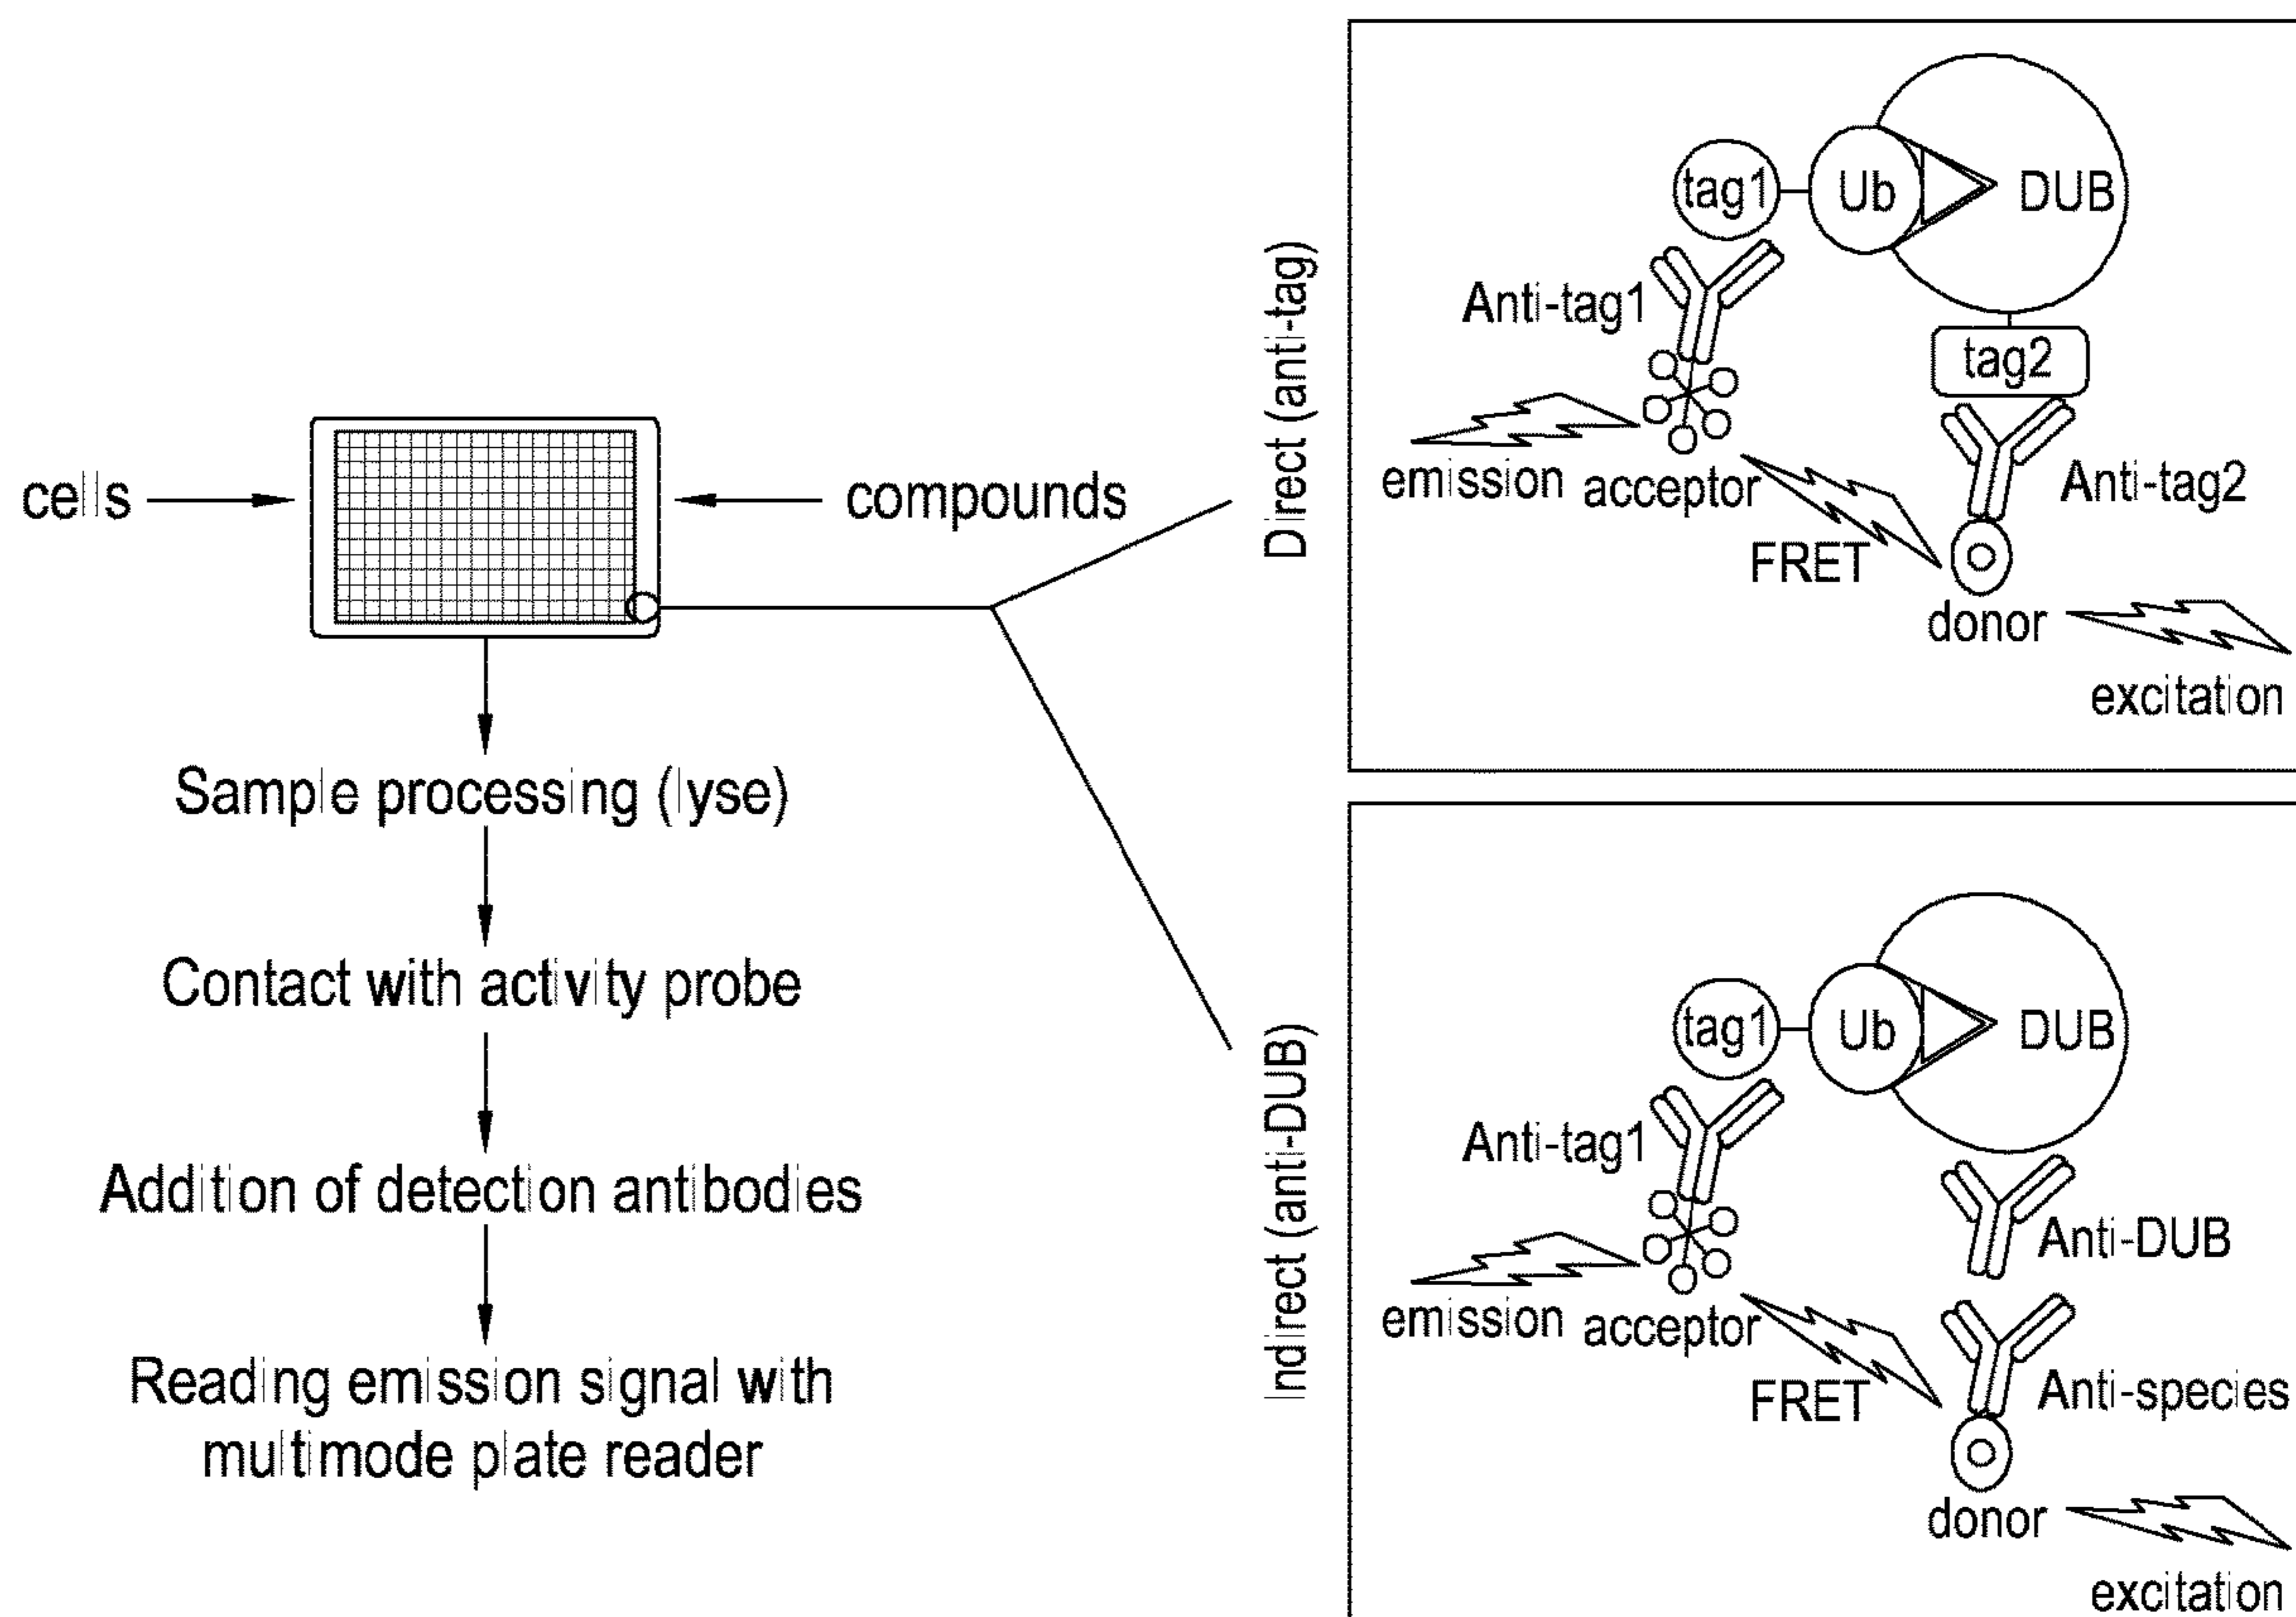 cells
compounds
Sample processing (lyse)
Contact with activity probe
Addition of detection antibodies
Reading emission signal with
multimode plate reader
Direct (anti-tag)
tag1
Ub
DUB
Anti-tag1
tag2
emission
acceptor
Anti-tag2
FRET
donor
excitation
Indirect (anti-DUB)
tag1
Ub
DUB
Anti-tag1
Anti-DUB
emission
acceptor
FRET
Anti-species
donor
excitation